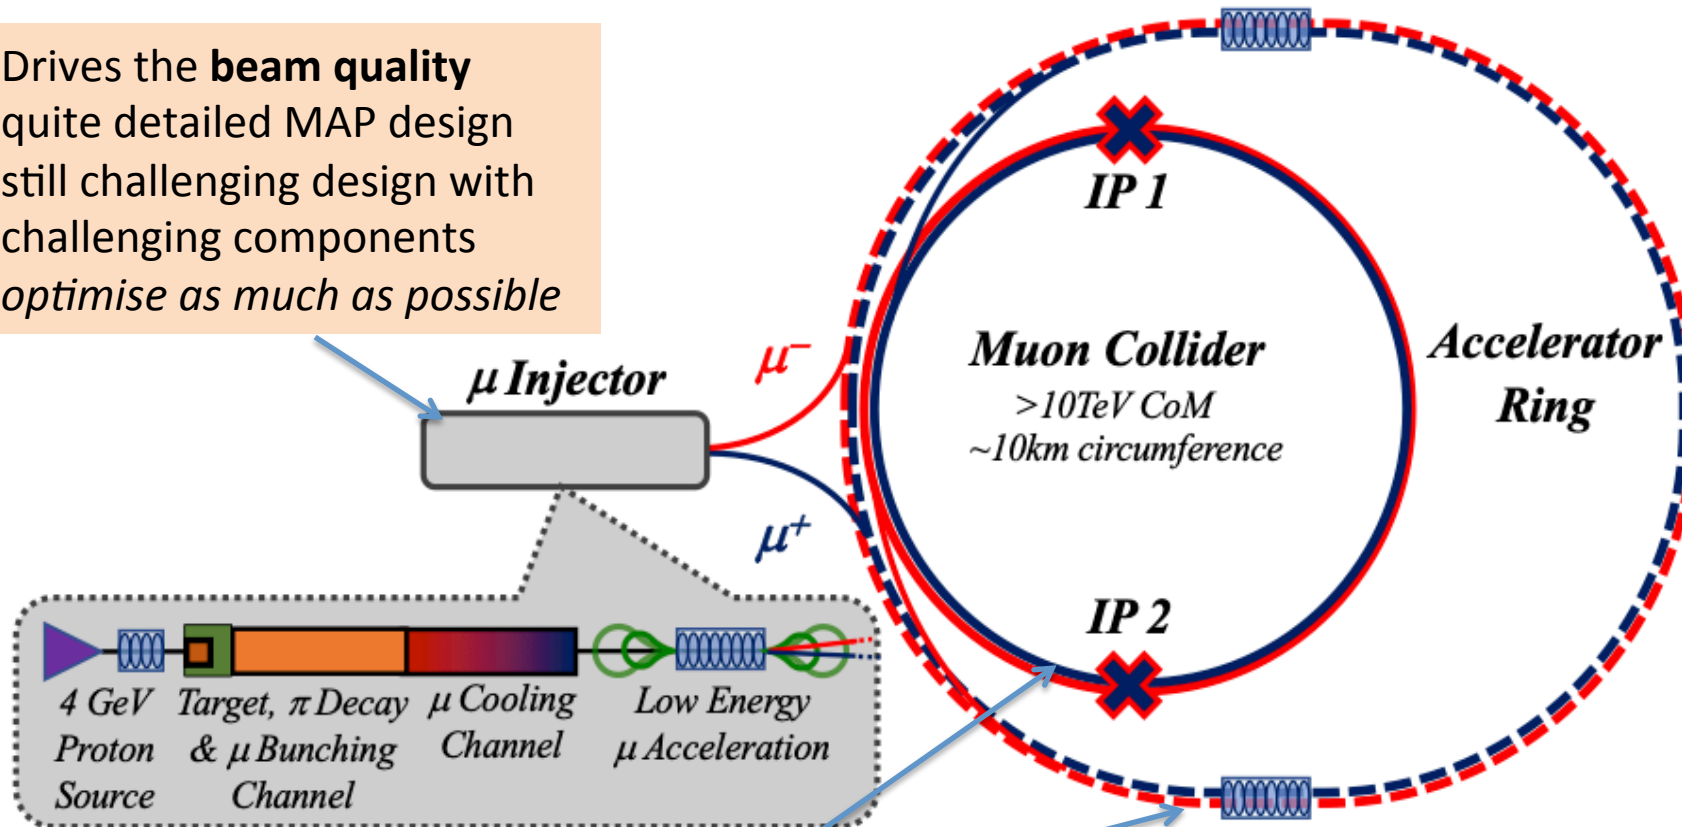 Drives the beam quality
quite detailed MAP design
still challenging design with
challenging components
optimise as much as possible
μ Injector
μ⁻
μ⁺
IP 1
Muon Collider
>10TeV CoM
~10km circumference
Accelerator
Ring
IP 2
4 GeV
Proton
Source
Target, π Decay
& μ Bunching
Channel
μ Cooling
Channel
Low Energy
μ Acceleration